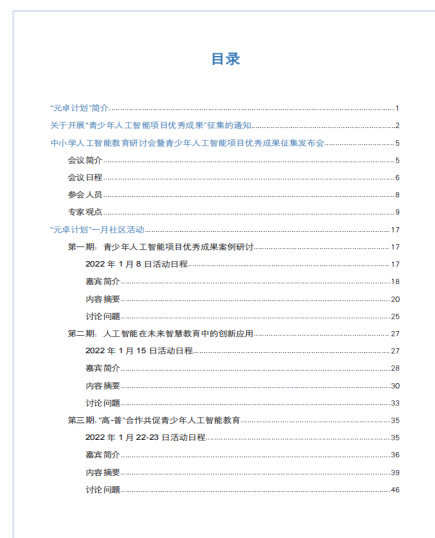 目录
“元卓计划”简介........................1
关于开展“青少年人工智能项目优秀成果”征集的通知........................2
中小学人工智能教育研讨会暨青少年人工智能项目优秀成果征集发布会........................5
会议简介........................5
会议日程........................6
参会人员........................8
专家观点........................9
“元卓计划”一月社区活动........................17
第一期：青少年人工智能项目优秀成果案例研讨........................17
2022 年 1 月 8 日活动日程........................17
嘉宾简介........................18
内容摘要........................20
讨论问题........................25
第二期：人工智能在未来智慧教育中的创新应用........................27
2022 年 1 月 15 日活动日程........................27
嘉宾简介........................28
内容摘要........................30
讨论问题........................33
第三期：“高-普”合作共促青少年人工智能教育........................35
2022 年 1 月 22-23 日活动日程........................35
嘉宾简介........................36
内容摘要........................39
讨论问题........................46